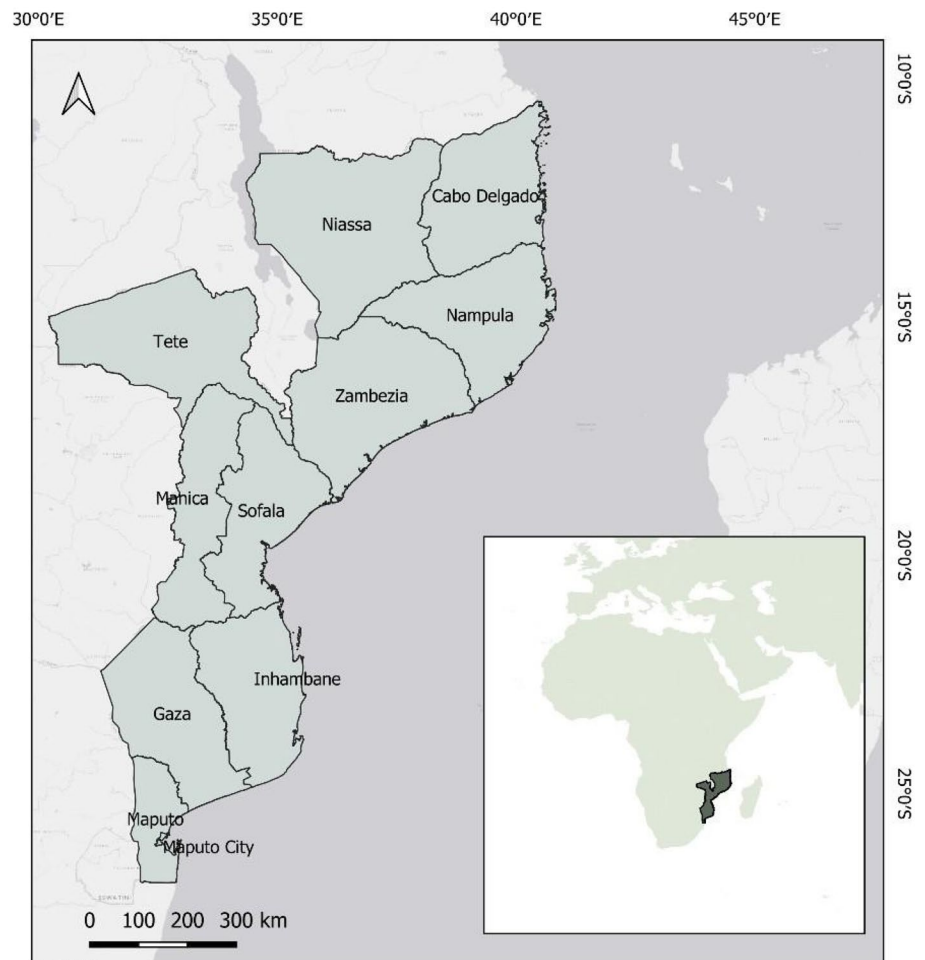 30°0'E 35°0'E 40°0'E 45°0'E
10°0'S
Cabo Delgado
Niassa
Nampula
15°0'S
Tete
Zambezia
Manica
Sofala
20°0'S
Inhambane
Gaza
25°0'S
Maputo
Maputo City
ESWATINI
0 100 200 300 km